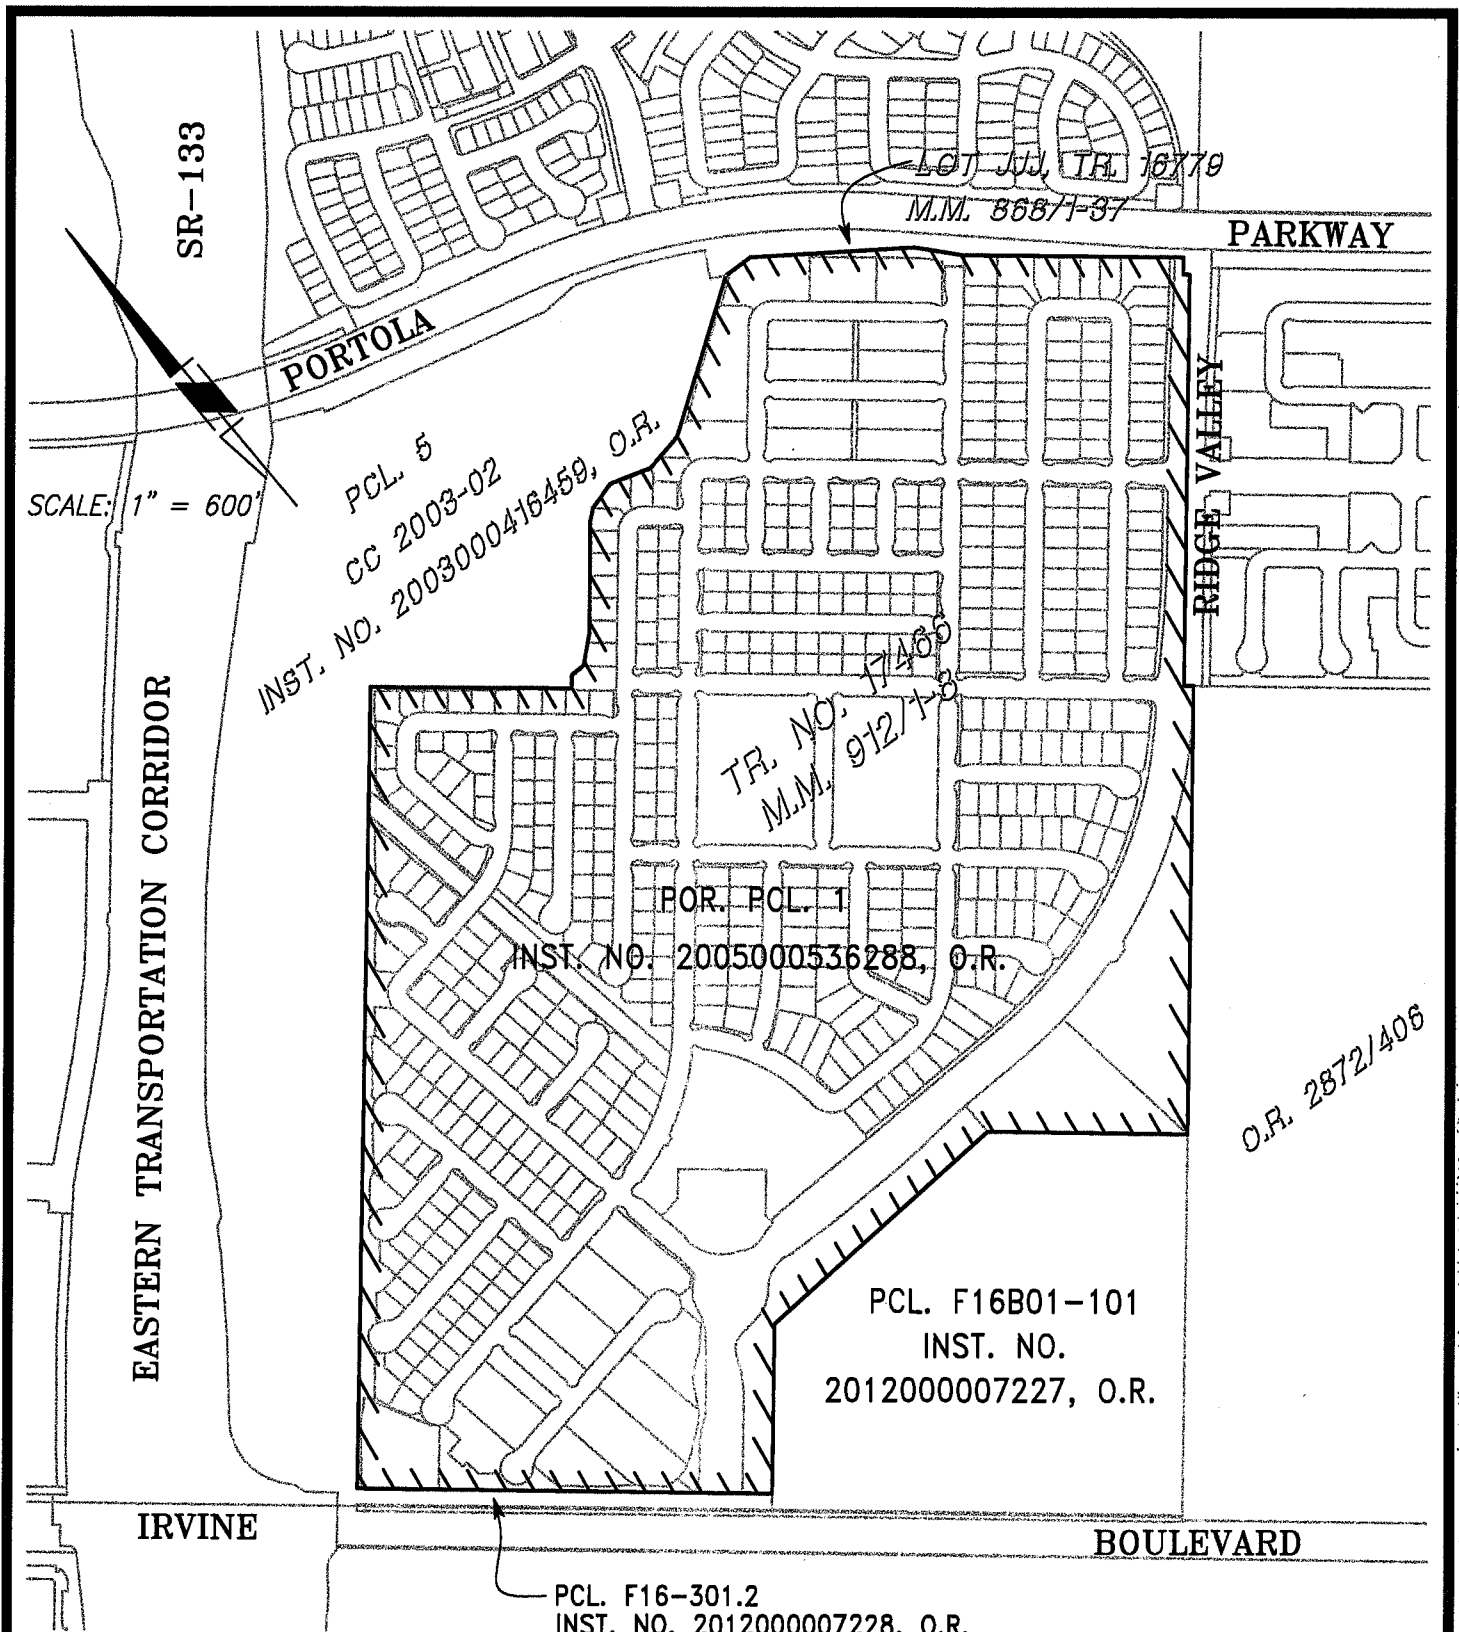 SR-133
LOT JJJ, TR. 16779
M.M. 868/1-37
PARKWAY
PORTOLA
SCALE: 1" = 600'
PCL. 5
CC 2003-02
INST. NO. 2003000416459, O.R.
RIDGE VALLEY
TR. NO. 17466
M.M. 912/1-8
POR. PCL. 1
INST. NO. 2005000536288, O.R.
EASTERN TRANSPORTATION CORRIDOR
O.R. 2872/406
PCL. F16B01-101
INST. NO.
2012000007227, O.R.
IRVINE
BOULEVARD
PCL. F16-301.2
INST. NO. 2012000007228, O.R.